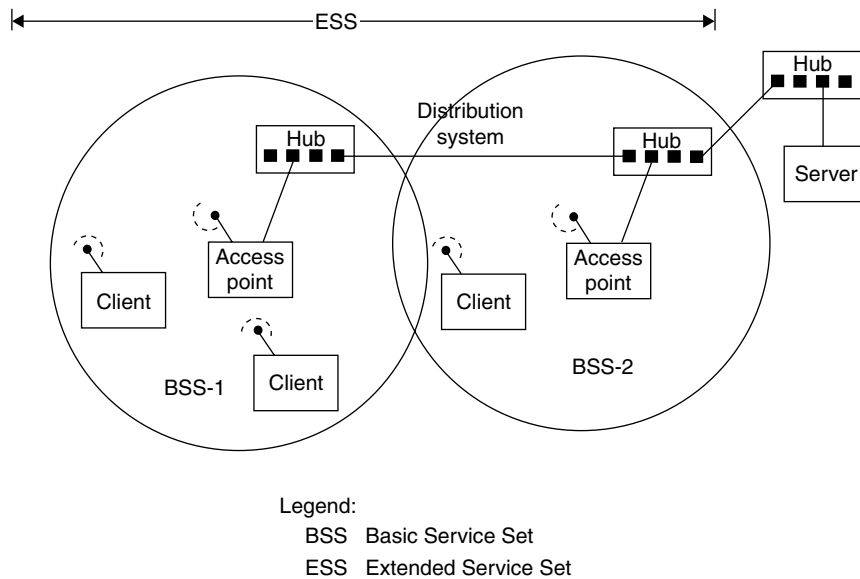 ESS
Hub
Distribution
system
Hub
Hub
Server
Access
point
Access
point
Client
Client
Client
BSS-1
BSS-2
Legend:
BSS Basic Service Set
ESS Extended Service Set